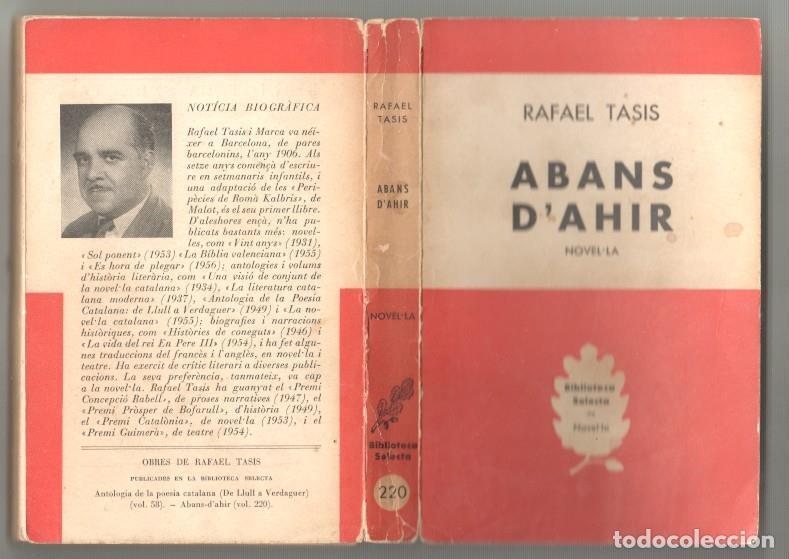 NOTÍCIA BIOGRÀFICA
Rafael Tasis i Marca va néi-
xer a Barcelona, de pares
barcelonins, l'any 1906. Als
setze anys començà d'escriu-
re en setmanaris infantils, i
una adaptació de les «Peri-
pècies de Romà Kalbris», de
Malot, és el seu primer llibre.
D'aleshores ençà, n'ha pu-
blicats bastants més: novel-
les, com «Vint anys» (1931),
«Sol ponent» (1953) «La Bíblia valenciana» (1955)
i «Es hora de plegar» (1956); antologies i volums
d'història literària, com «Una visió de conjunt de
la novel·la catalana» (1934), «La literatura cata-
lana moderna» (1937), «Antologia de la Poesia
Catalana: de Llull a Verdaguer» (1949) i «La no-
vel·la catalana» (1955); biografies i narracions
històriques, com «Històries de coneguts» (1946) i
«La vida del rei En Pere III» (1954), i ha fet algu-
nes traduccions del francès i l'anglès, en novel·la i
teatre. Ha exercit de crític literari a diverses publi-
cacions. La seva preferència, tanmateix, va cap
a la novel·la. Rafael Tasis ha guanyat el «Premi
Concepció Rabell», de proses narratives (1947), el
«Premi Pròsper de Bofarull», d'història (1949),
el «Premi Catalònia», de novel·la (1953), i el
«Premi Guimerà», de teatre (1954).
OBRES DE RAFAEL TASIS
PUBLICADES EN LA BIBLIOTECA SELECTA
Antologia de la poesia catalana (De Llull a Verdaguer)
(vol. 58). – Abans-d'ahir (vol. 220).
RAFAEL
TASIS
ABANS
D'AHIR
NOVEL·LA
Biblioteca
Selecta
220
RAFAEL TASIS
ABANS
D'AHIR
NOVEL·LA
Biblioteca
Selecta
de
Novel·la
todocoleccion